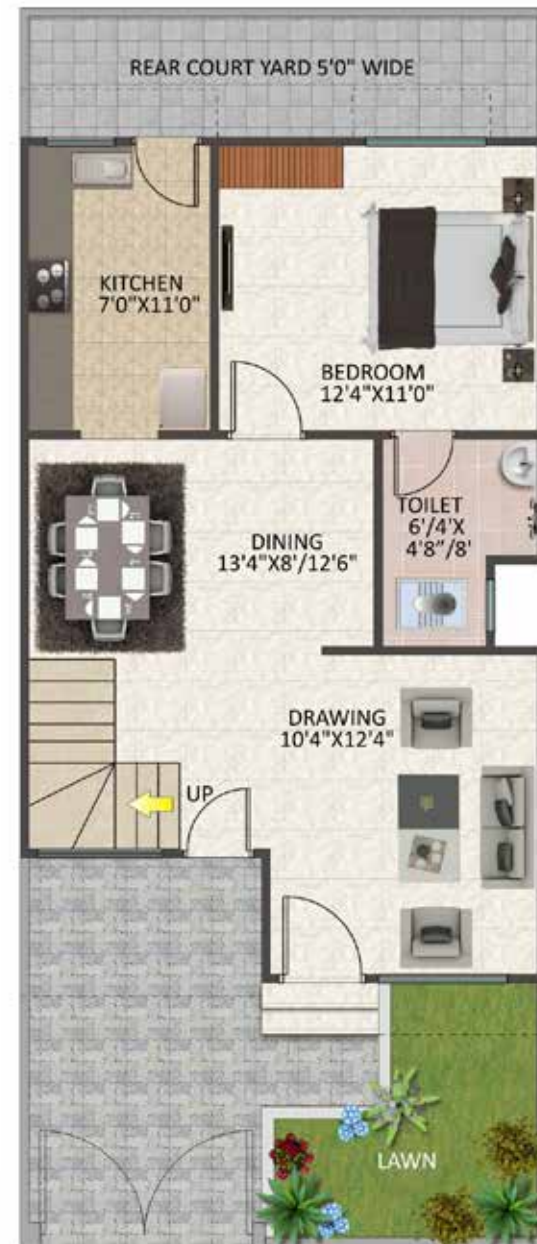 REAR COURT YARD 5'0" WIDE
KITCHEN
7'0"X11'0"
BEDROOM
12'4"X11'0"
TOILET
6'/4'X
4'8"/8'
DINING
13'4"X8'/12'6"
DRAWING
10'4"X12'4"
UP
LAWN